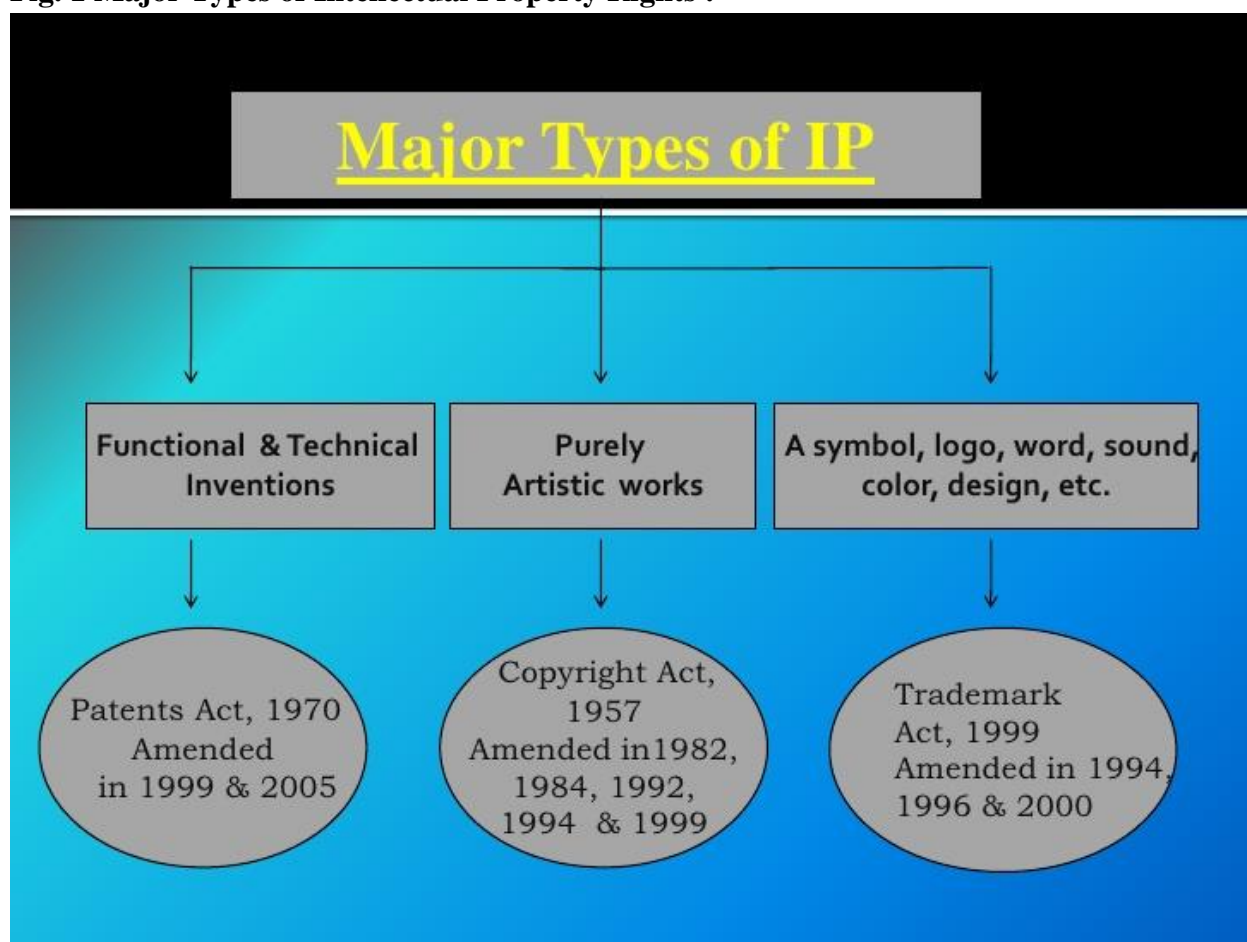 Major Types of IP
Functional & Technical
Inventions
Purely
Artistic works
A symbol, logo, word, sound,
color, design, etc.
Patents Act, 1970
Amended
in 1999 & 2005
Copyright Act,
1957
Amended in1982,
1984, 1992,
1994 & 1999
Trademark
Act, 1999
Amended in 1994,
1996 & 2000